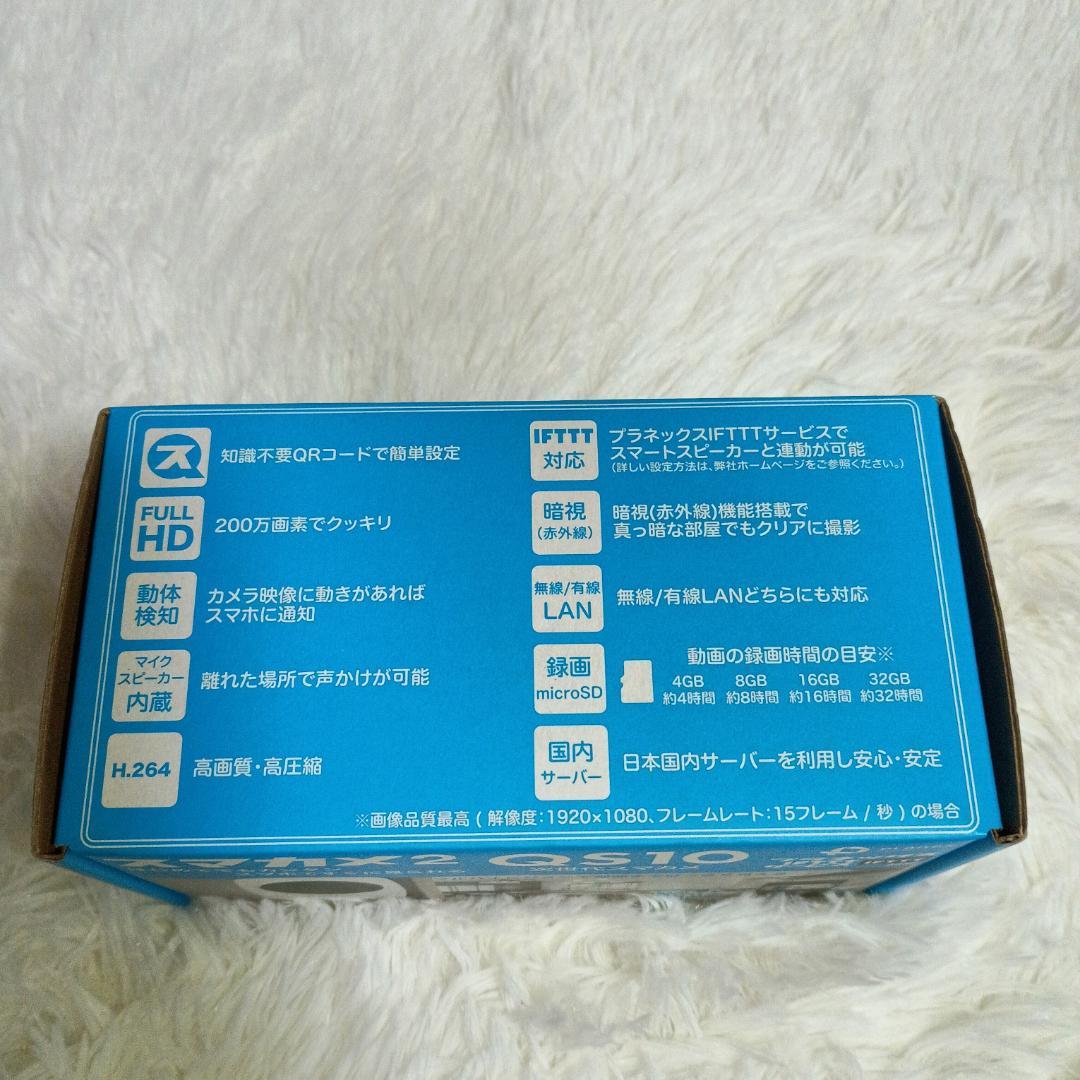 ス
知識不要QRコードで簡単設定
FULL
HD
200万画素でクッキリ
動体
検知
カメラ映像に動きがあれば
スマホに通知
マイク
スピーカー
内蔵
離れた場所で声かけが可能
H.264
高画質・高圧縮
IFTTT
対応
プラネックスIFTTTサービスで
スマートスピーカーと連動が可能
(詳しい設定方法は、弊社ホームページをご参照ください。)
暗視
(赤外線)
暗視(赤外線)機能搭載で
真っ暗な部屋でもクリアに撮影
無線/有線
LAN
無線/有線LANどちらにも対応
録画
microSD
動画の録画時間の目安※
4GB 8GB 16GB 32GB
約4時間 約8時間 約16時間 約32時間
国内
サーバー
日本国内サーバーを利用し安心・安定
※画像品質最高 ( 解像度:1920×1080、フレームレート:15フレーム / 秒 ) の場合
スマカメ2 QS10
次世代スマカメ